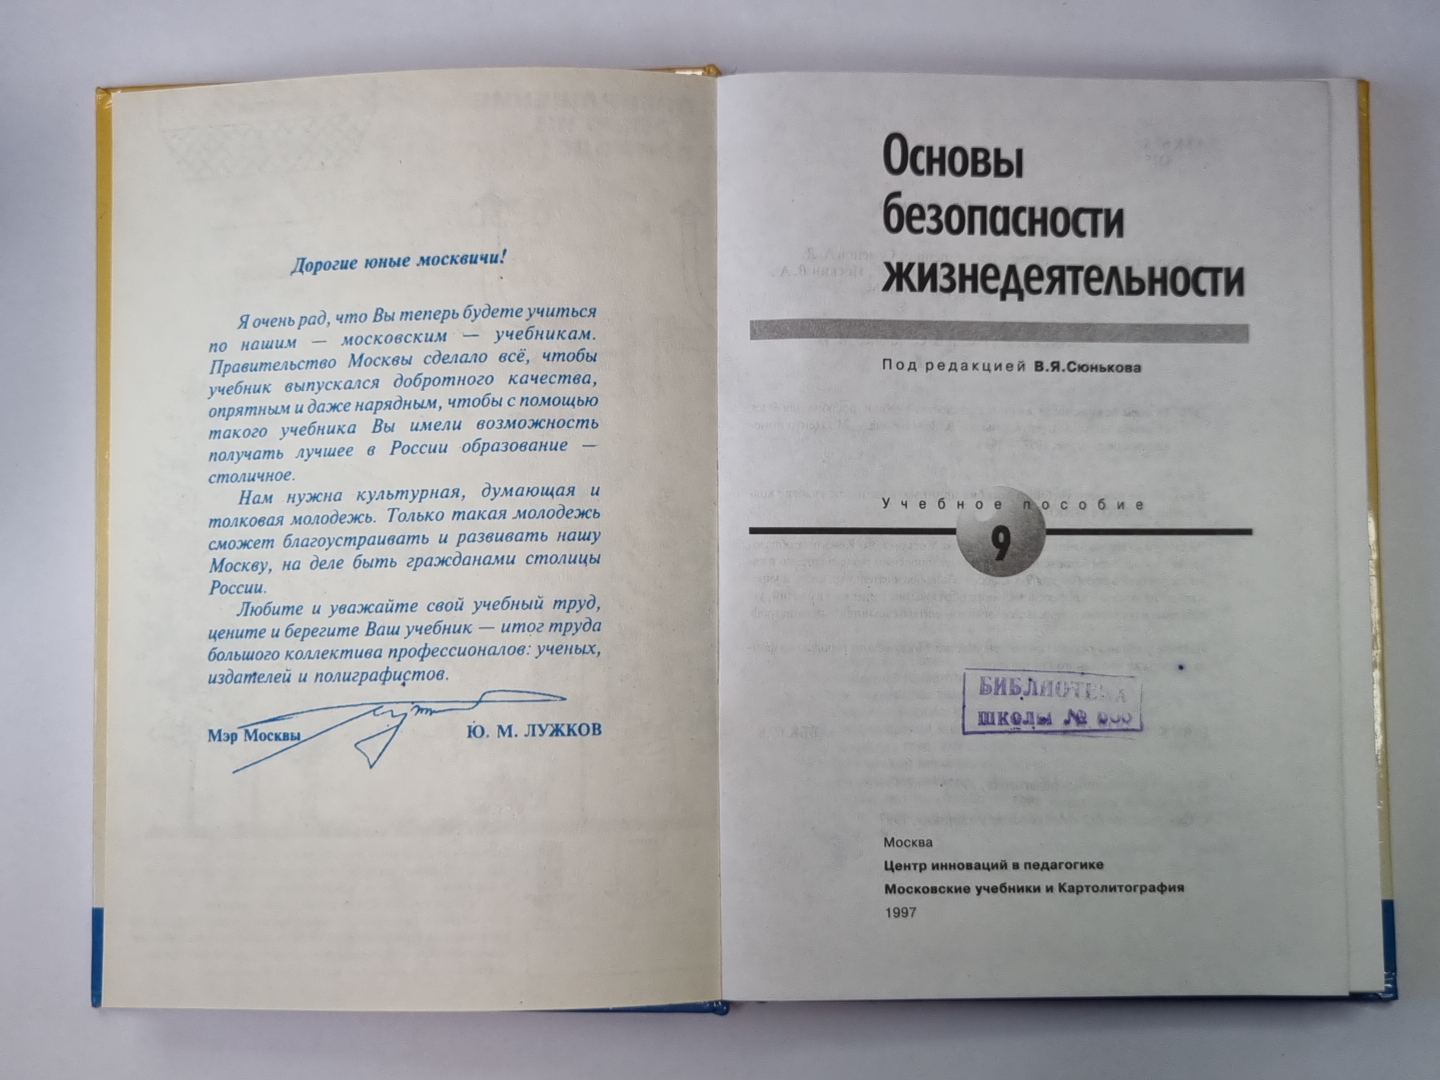 Дорогие юные москвичи!
Я очень рад, что Вы теперь будете учиться
по нашим — московским — учебникам.
Правительство Москвы сделало всё, чтобы
учебник выпускался добротного качества,
опрятным и даже нарядным, чтобы с помощью
такого учебника Вы имели возможность
получать лучшее в России образование —
столичное.
Нам нужна культурная, думающая и
толковая молодежь. Только такая молодежь
сможет благоустраивать и развивать нашу
Москву, на деле быть гражданами столицы
России.
Любите и уважайте свой учебный труд,
цените и берегите Ваш учебник — итог труда
большого коллектива профессионалов: ученых,
издателей и полиграфистов.
Мэр Москвы Ю. М. ЛУЖКОВ
Основы
безопасности
жизнедеятельности
Под редакцией В.Я.Сюнькова
Учебное пособие
9
БИБЛИОТЕКА
ШКОЛЫ №
Москва
Центр инноваций в педагогике
Московские учебники и Картолитография
1997